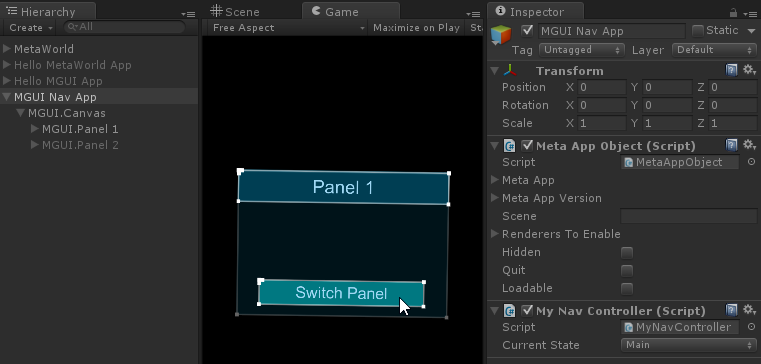 Hierarchy
Create
All
MetaWorld
Hello MetaWorld App
Hello MGUI App
MGUI Nav App
MGUI.Canvas
MGUI.Panel 1
MGUI.Panel 2
Scene
Game
Free Aspect
Maximize on Play
St
Panel 1
Switch Panel
Inspector
MGUI Nav App
Static
Tag Untagged Layer Default
Transform
Position X 0 Y 0 Z 0
Rotation X 0 Y 0 Z 0
Scale X 1 Y 1 Z 1
Meta App Object (Script)
Script MetaAppObject
Meta App
Meta App Version
Scene
Renderers To Enable
Hidden
Quit
Loadable
My Nav Controller (Script)
Script MyNavController
Current State Main